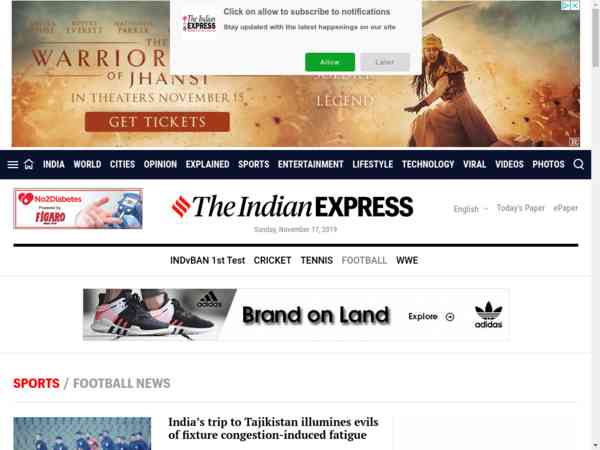 RUPERT EVERETT
NATHANIEL PARKER
THE
WARRIOR
OF JHANSI
IN THEATERS NOVEMBER 15
GET TICKETS
LEGEND
The Indian
EXPRESS
Click on allow to subscribe to notifications
Stay updated with the latest happenings on our site
Allow
Later
INDIA WORLD CITIES OPINION EXPLAINED SPORTS ENTERTAINMENT LIFESTYLE TECHNOLOGY VIRAL VIDEOS PHOTOS
No2Diabetes
Powered by
FIGARO
The Indian EXPRESS
Sunday, November 17, 2019
English
Today's Paper
ePaper
INDvBAN 1st Test CRICKET TENNIS FOOTBALL WWE
adidas
Brand on Land
Explore
adidas
SPORTS / FOOTBALL NEWS
India's trip to Tajikistan illumines evils
of fixture congestion-induced fatigue